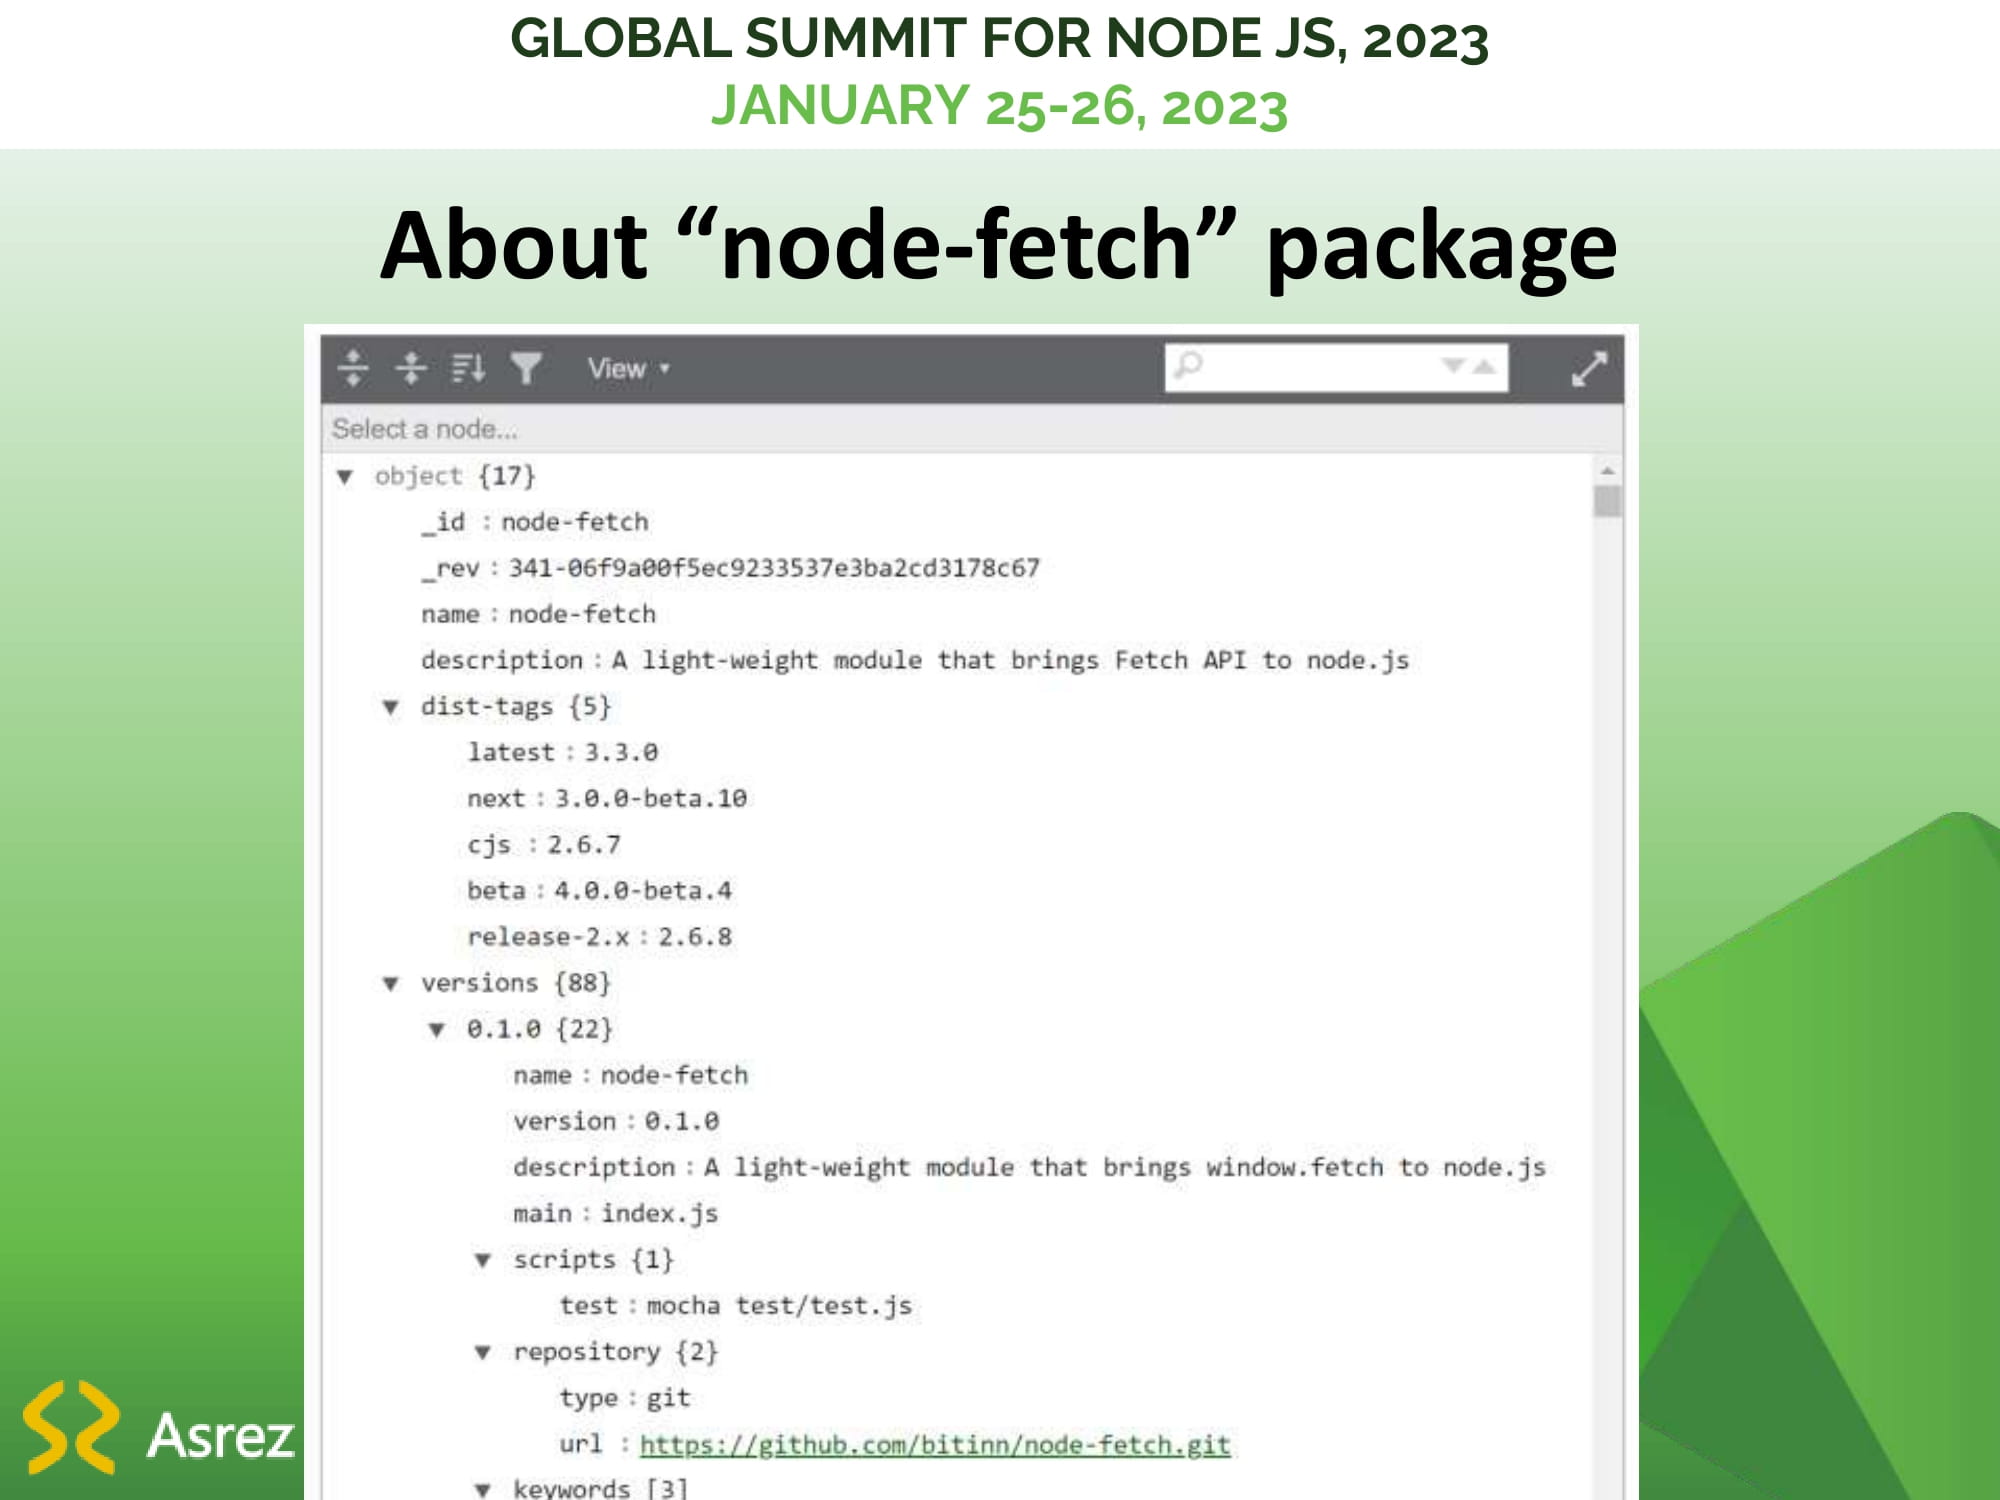 GLOBAL SUMMIT FOR NODE JS, 2023
JANUARY 25-26, 2023
About “node-fetch” package
View
Select a node...
object {17}
_id : node-fetch
_rev : 341-06f9a00f5ec9233537e3ba2cd3178c67
name : node-fetch
description : A light-weight module that brings Fetch API to node.js
dist-tags {5}
latest : 3.3.0
next : 3.0.0-beta.10
cjs : 2.6.7
beta : 4.0.0-beta.4
release-2.x : 2.6.8
versions {88}
0.1.0 {22}
name : node-fetch
version : 0.1.0
description : A light-weight module that brings window.fetch to node.js
main : index.js
scripts {1}
test : mocha test/test.js
repository {2}
type : git
url : https://github.com/bitinn/node-fetch.git
keywords [3]
Asrez